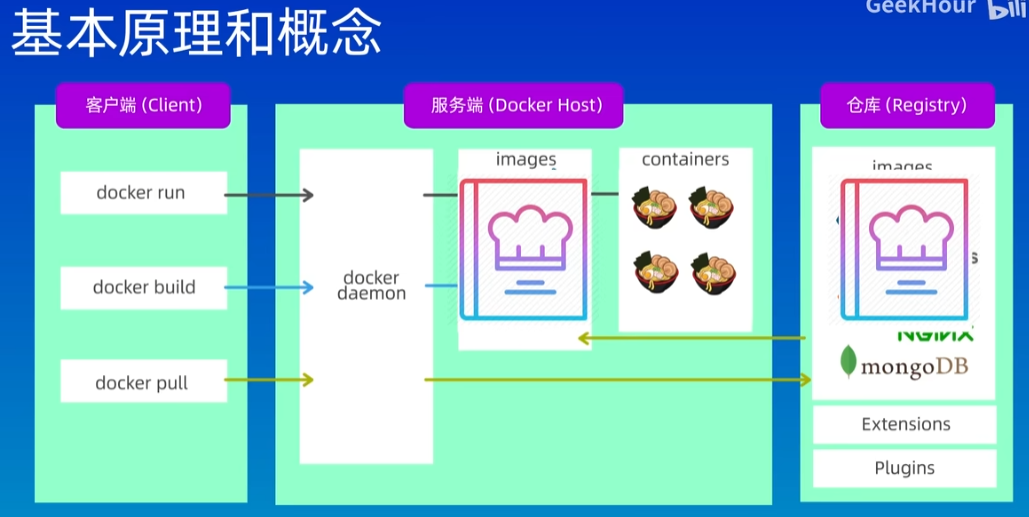 GeekHour
基本原理和概念
客户端 (Client)
docker run
docker build
docker pull
服务端 (Docker Host)
docker
daemon
images
containers
仓库 (Registry)
images
NGINX
mongoDB
Extensions
Plugins